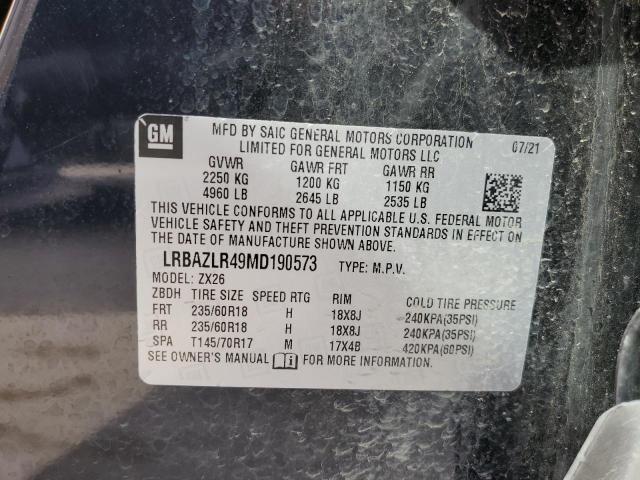 GM
MFD BY SAIC GENERAL MOTORS CORPORATION 07/21
LIMITED FOR GENERAL MOTORS LLC
GVWR GAWR FRT GAWR RR
2250 KG 1200 KG 1150 KG
4960 LB 2645 LB 2535 LB
THIS VEHICLE CONFORMS TO ALL APPLICABLE U.S. FEDERAL MOTOR
VEHICLE SAFETY AND THEFT PREVENTION STANDARDS IN EFFECT ON
THE DATE OF MANUFACTURE SHOWN ABOVE.
LRBAZLR49MD190573 TYPE: M.P.V.
MODEL: ZX26
ZBDH TIRE SIZE SPEED RTG RIM COLD TIRE PRESSURE
FRT 235/60R18 H 18X8J 240KPA(35PSI)
RR 235/60R18 H 18X8J 240KPA(35PSI)
SPA T145/70R17 M 17X4B 420KPA(60PSI)
SEE OWNER'S MANUAL FOR MORE INFORMATION.